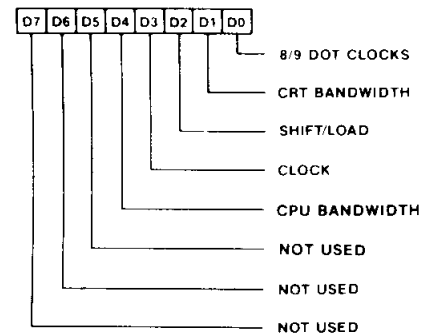 D7 D6 D5 D4 D3 D2 D1 D0
8/9 DOT CLOCKS
CRT BANDWIDTH
SHIFT/LOAD
CLOCK
CPU BANDWIDTH
NOT USED
NOT USED
NOT USED